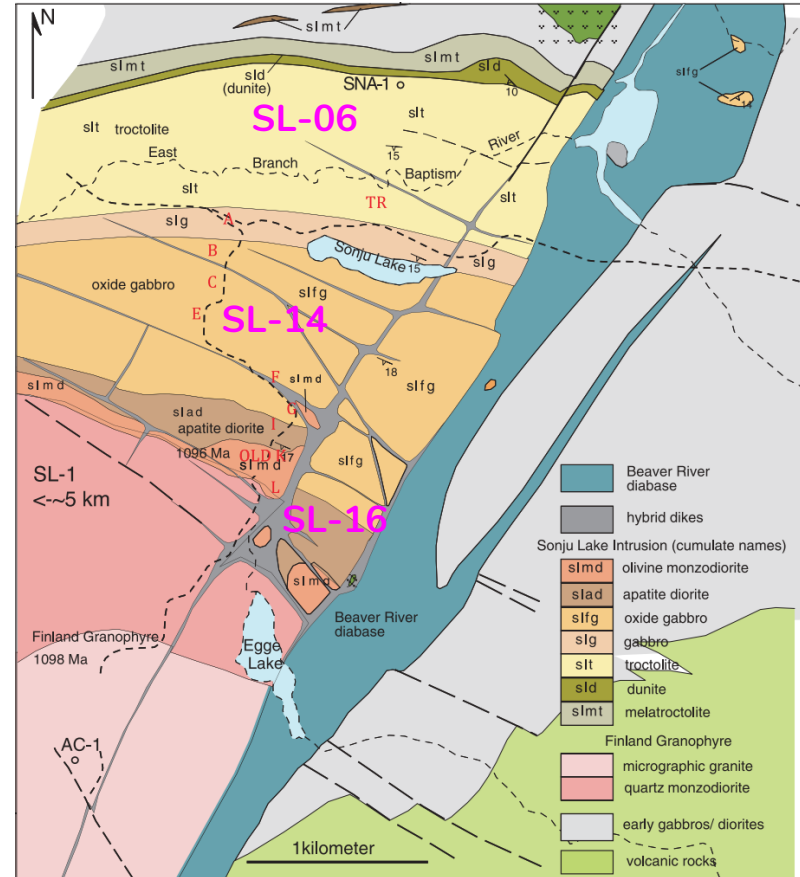 N
slmt
slmt
sld
(dunite)
sld
SNA-1
10
slfg
14
SL-06
slt
slt
troctolite
River
East
Branch
15
Baptism
slt
slt
TR
A
slg
B
Sonju Lake
15
slg
C
oxide gabbro
slfg
E
SL-14
18
F
slmd
slfg
slmd
G
slad
I
apatite diorite
1096 Ma
OLD K
17
slmd
slfg
SL-1
<-~5 km
L
SL-16
slmd
Beaver River
diabase
Egge
Lake
Finland Granophyre
1098 Ma
AC-1
1kilometer
Beaver River
diabase
hybrid dikes
Sonju Lake Intrusion (cumulate names)
slmd olivine monzodiorite
slad apatite diorite
slfg oxide gabbro
slg gabbro
slt troctolite
sld dunite
slmt melatroctolite
Finland Granophyre
micrographic granite
quartz monzodiorite
early gabbros/ diorites
volcanic rocks